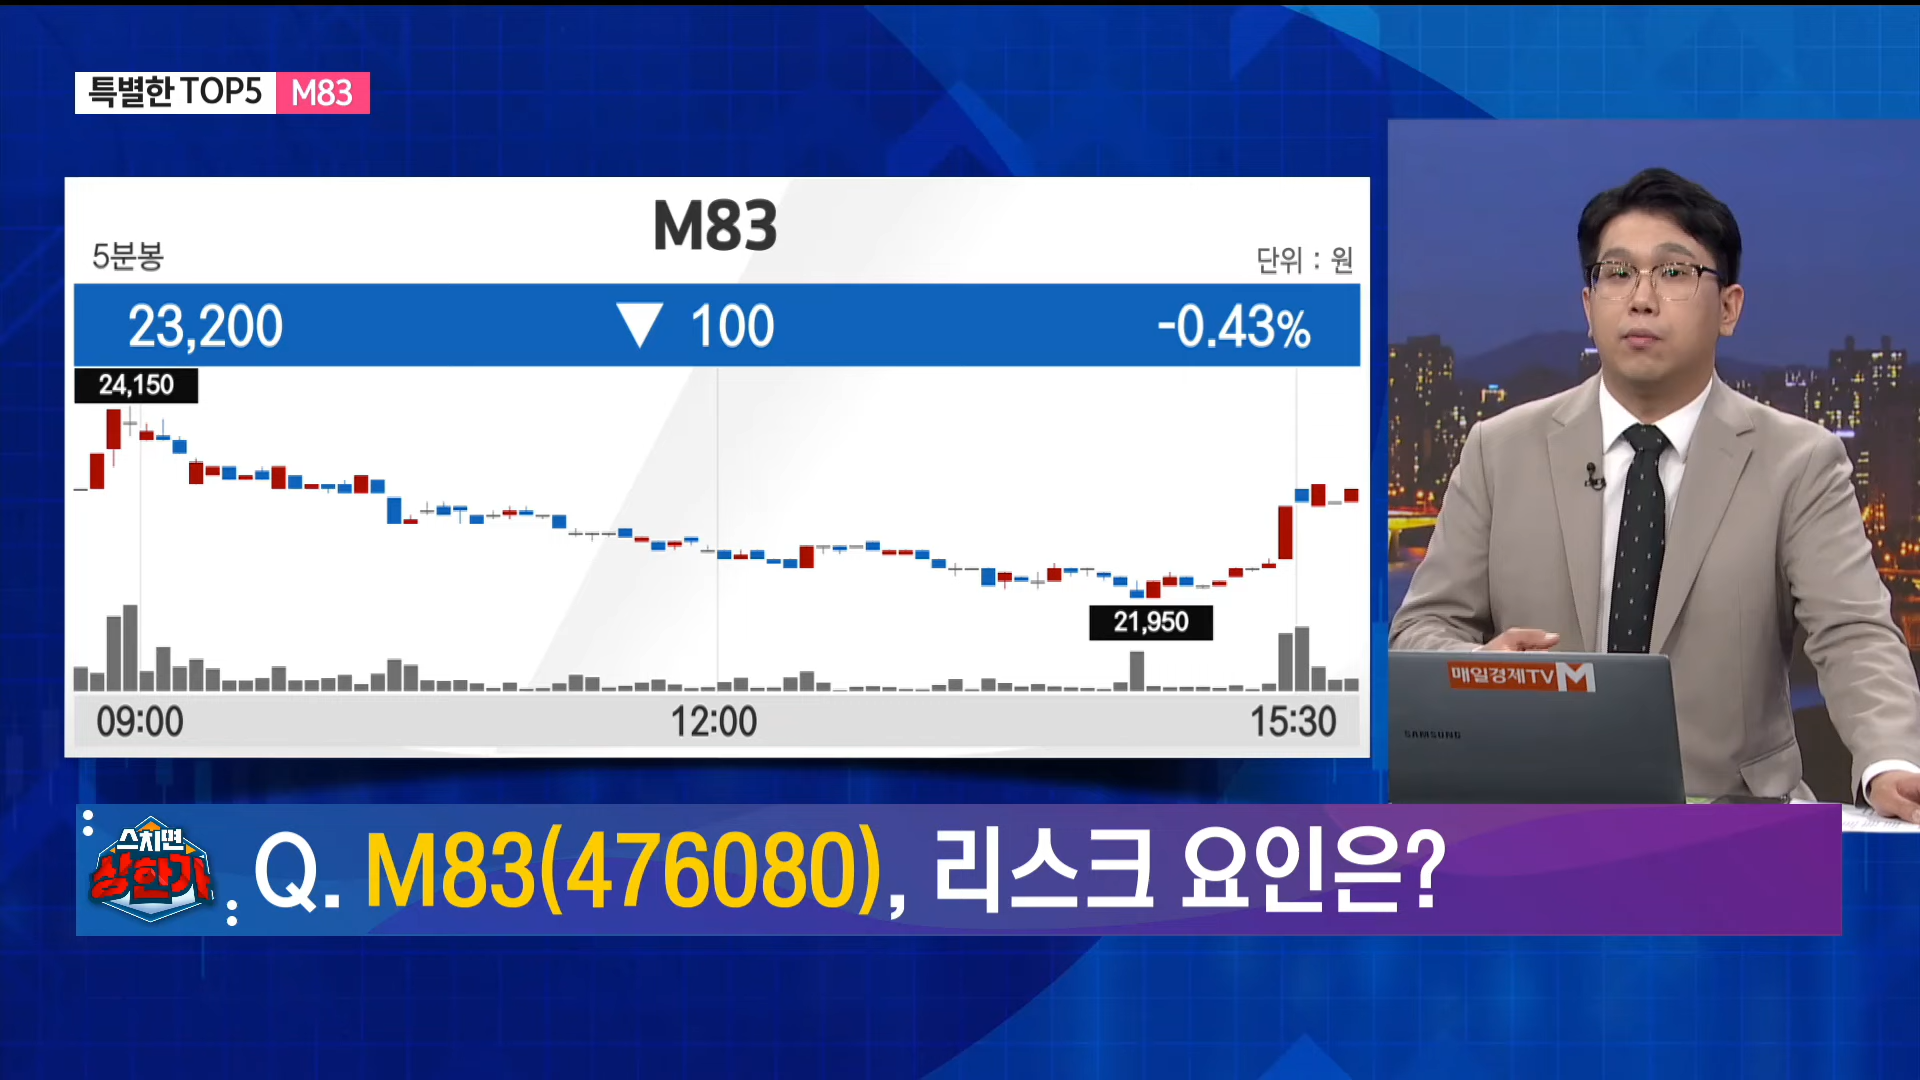 특별한 TOP5 M83
M83
5분봉
단위 : 원
23,200 ▼ 100 -0.43%
24,150
21,950
09:00 12:00 15:30
매일경제TV M
SAMSUNG
스치면
상한가
Q. M83(476080), 리스크 요인은?